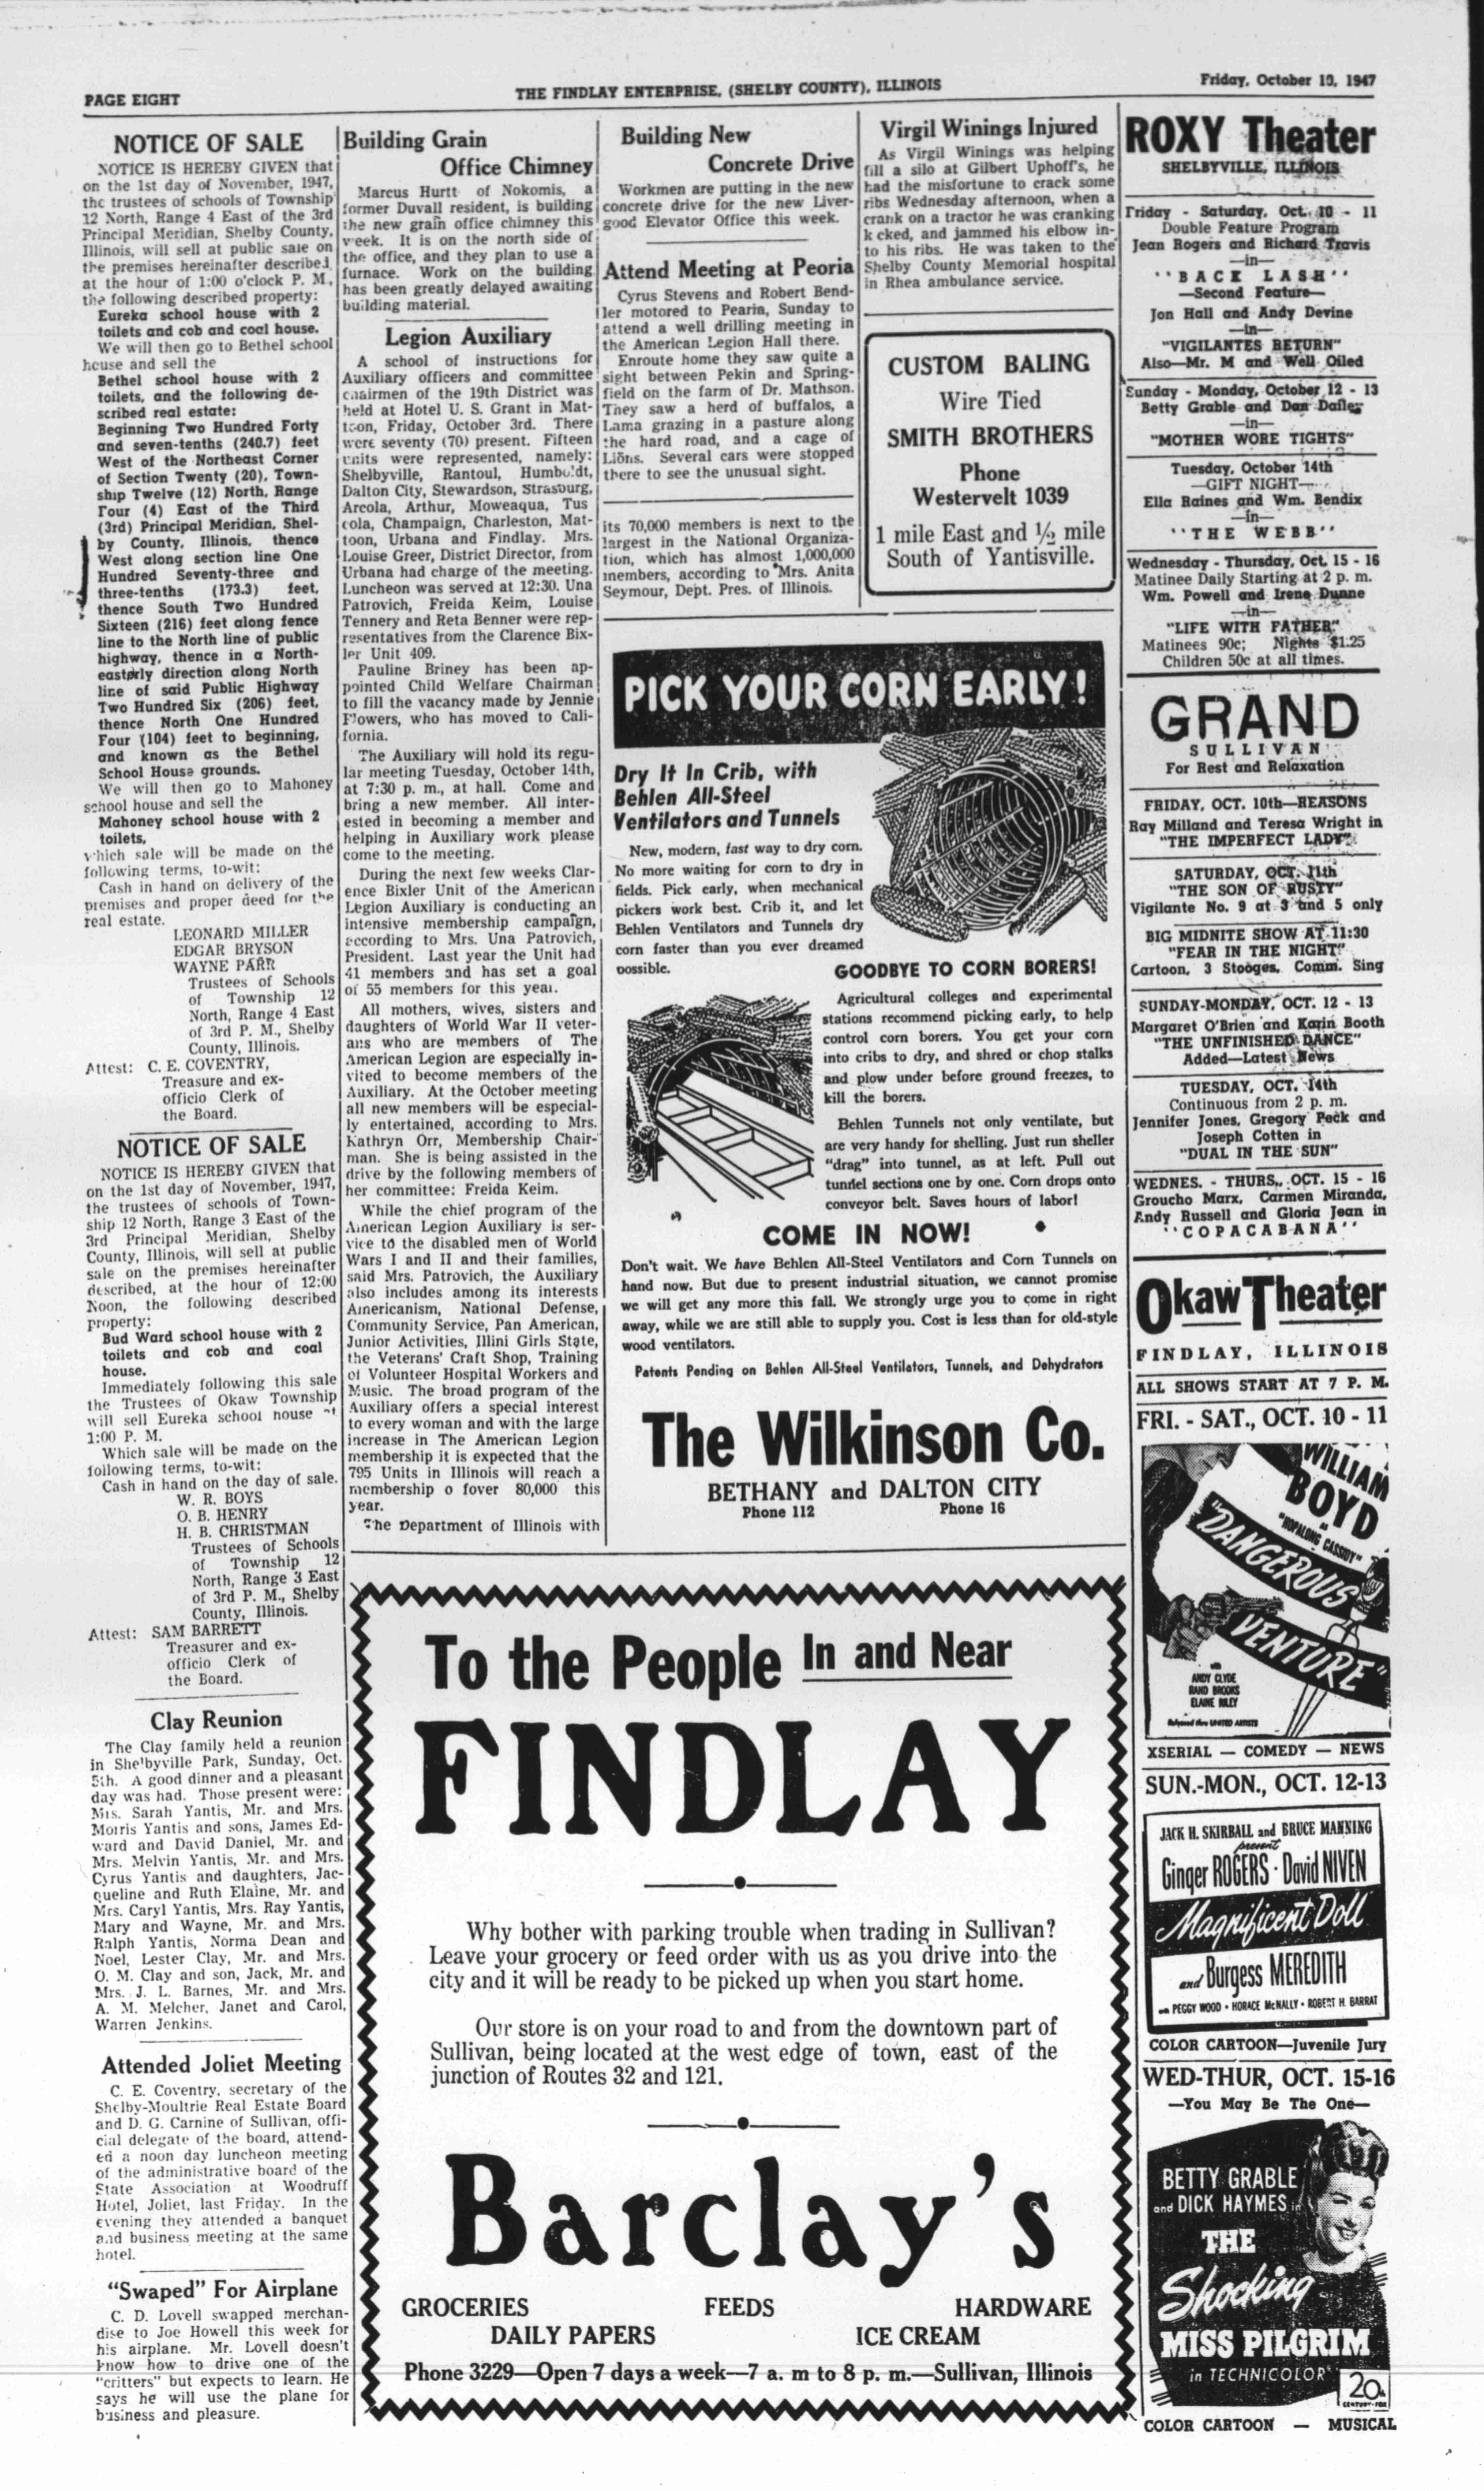 PAGE EIGHT
THE FINDLAY ENTERPRISE, (SHELBY COUNTY), ILLINOIS
Friday, October 10, 1947
NOTICE OF SALE
NOTICE IS HEREBY GIVEN that
on the 1st day of November, 1947,
the trustees of schools of Township
12 North, Range 4 East of the 3rd
Principal Meridian, Shelby County,
Illinois, will sell at public sale on
the premises hereinafter described,
at the hour of 1:00 o'clock P. M.,
the following described property:
Eureka school house with 2
toilets and cob and coal house.
We will then go to Bethel school
house and sell the
Bethel school house with 2
toilets, and the following de-
scribed real estate:
Beginning Two Hundred Forty
and seven-tenths (240.7) feet
West of the Northeast Corner
of Section Twenty (20), Town-
ship Twelve (12) North, Range
Four (4) East of the Third
(3rd) Principal Meridian, Shel-
by County, Illinois, thence
West along section line One
Hundred Seventy-three and
three-tenths (173.3) feet,
thence South Two Hundred
Sixteen (216) feet along fence
line to the North line of public
highway, thence in a North-
easterly direction along North
line of said Public Highway
Two Hundred Six (206) feet,
thence North One Hundred
Four (104) feet to beginning,
and known as the Bethel
School House grounds.
We will then go to Mahoney
school house and sell the
Mahoney school house with 2
toilets,
which sale will be made on the
following terms, to-wit:
Cash in hand on delivery of the
premises and proper deed for the
real estate.
LEONARD MILLER
EDGAR BRYSON
WAYNE PARR
Trustees of Schools
of Township 12
North, Range 4 East
of 3rd P. M., Shelby
County, Illinois.
Attest: C. E. COVENTRY,
Treasure and ex-
officio Clerk of
the Board.
NOTICE OF SALE
NOTICE IS HEREBY GIVEN that
on the 1st day of November, 1947,
the trustees of schools of Town-
ship 12 North, Range 3 East of the
3rd Principal Meridian, Shelby
County, Illinois, will sell at public
sale on the premises hereinafter
described, at the hour of 12:00
Noon, the following described
property:
Bud Ward school house with 2
toilets and cob and coal
house.
Immediately following this sale
the Trustees of Okaw Township
will sell Eureka school house at
1:00 P. M.
Which sale will be made on the
following terms, to-wit:
Cash in hand on the day of sale.
W. R. BOYS
O. B. HENRY
H. B. CHRISTMAN
Trustees of Schools
of Township 12
North, Range 3 East
of 3rd P. M., Shelby
County, Illinois.
Attest: SAM BARRETT
Treasurer and ex-
officio Clerk of
the Board.
Clay Reunion
The Clay family held a reunion
in Shelbyville Park, Sunday, Oct.
5th. A good dinner and a pleasant
day was had. Those present were:
Mrs. Sarah Yantis, Mr. and Mrs.
Morris Yantis and sons, James Ed-
ward and David Daniel, Mr. and
Mrs. Melvin Yantis, Mr. and Mrs.
Cyrus Yantis and daughters, Jac-
queline and Ruth Elaine, Mr. and
Mrs. Caryl Yantis, Mrs. Ray Yantis,
Mary and Wayne, Mr. and Mrs.
Ralph Yantis, Norma Dean and
Noel, Lester Clay, Mr. and Mrs.
O. M. Clay and son, Jack, Mr. and
Mrs. J. L. Barnes, Mr. and Mrs.
A. M. Melcher, Janet and Carol,
Warren Jenkins.
Attended Joliet Meeting
C. E. Coventry, secretary of the
Shelby-Moultrie Real Estate Board
and D. G. Carnine of Sullivan, offi-
cial delegate of the board, attend-
ed a noon day luncheon meeting
of the administrative board of the
State Association at Woodruff
Hotel, Joliet, last Friday. In the
evening they attended a banquet
and business meeting at the same
hotel.
"Swaped" For Airplane
C. D. Lovell swapped merchan-
dise to Joe Howell this week for
his airplane. Mr. Lovell doesn't
know how to drive one of the
"critters" but expects to learn. He
says he will use the plane for
business and pleasure.
Building Grain
Office Chimney
Marcus Hurtt of Nokomis, a
former Duvall resident, is building
the new grain office chimney this
week. It is on the north side of
the office, and they plan to use a
furnace. Work on the building
has been greatly delayed awaiting
building material.
Legion Auxiliary
A school of instructions for
Auxiliary officers and committee
chairmen of the 19th District was
held at Hotel U. S. Grant in Mat-
toon, Friday, October 3rd. There
were seventy (70) present. Fifteen
units were represented, namely:
Shelbyville, Rantoul, Humboldt,
Dalton City, Stewardson, Strasburg,
Arcola, Arthur, Moweaqua, Tus
cola, Champaign, Charleston, Mat-
toon, Urbana and Findlay. Mrs.
Louise Greer, District Director, from
Urbana had charge of the meeting.
Luncheon was served at 12:30. Una
Patrovich, Freida Keim, Louise
Tennery and Reta Benner were rep-
resentatives from the Clarence Bix-
ler Unit 409.
Pauline Briney has been ap-
pointed Child Welfare Chairman
to fill the vacancy made by Jennie
Flowers, who has moved to Cali-
fornia.
The Auxiliary will hold its regu-
lar meeting Tuesday, October 14th,
at 7:30 p. m., at hall. Come and
bring a new member. All inter-
ested in becoming a member and
helping in Auxiliary work please
come to the meeting.
During the next few weeks Clar-
ence Bixler Unit of the American
Legion Auxiliary is conducting an
intensive membership campaign,
according to Mrs. Una Patrovich,
President. Last year the Unit had
41 members and has set a goal
of 55 members for this year.
All mothers, wives, sisters and
daughters of World War II veter-
ans who are members of The
American Legion are especially in-
vited to become members of the
Auxiliary. At the October meeting
all new members will be especial-
ly entertained, according to Mrs.
Kathryn Orr, Membership Chair-
man. She is being assisted in the
drive by the following members of
her committee: Freida Keim.
While the chief program of the
American Legion Auxiliary is ser-
vice to the disabled men of World
Wars I and II and their families,
said Mrs. Patrovich, the Auxiliary
also includes among its interests
Americanism, National Defense,
Community Service, Pan American,
Junior Activities, Illini Girls State,
the Veterans' Craft Shop, Training
of Volunteer Hospital Workers and
Music. The broad program of the
Auxiliary offers a special interest
to every woman and with the large
increase in The American Legion
membership it is expected that the
795 Units in Illinois will reach a
membership o fover 80,000 this
year.
The Department of Illinois with
Building New
Concrete Drive
Workmen are putting in the new
concrete drive for the new Liver-
good Elevator Office this week.
Attend Meeting at Peoria
Cyrus Stevens and Robert Bend-
ler motored to Pearia, Sunday to
attend a well drilling meeting in
the American Legion Hall there.
Enroute home they saw quite a
sight between Pekin and Spring-
field on the farm of Dr. Mathson.
They saw a herd of buffalos, a
Lama grazing in a pasture along
the hard road, and a cage of
Lions. Several cars were stopped
there to see the unusual sight.
its 70,000 members is next to the
largest in the National Organiza-
tion, which has almost 1,000,000
members, according to Mrs. Anita
Seymour, Dept. Pres. of Illinois.
Virgil Winings Injured
As Virgil Winings was helping
fill a silo at Gilbert Uphoff's, he
had the misfortune to crack some
ribs Wednesday afternoon, when a
crank on a tractor he was cranking
k cked, and jammed his elbow in-
to his ribs. He was taken to the
Shelby County Memorial hospital
in Rhea ambulance service.
CUSTOM BALING
Wire Tied
SMITH BROTHERS
Phone
Westervelt 1039
1 mile East and ½ mile
South of Yantisville.
PICK YOUR CORN EARLY!
Dry It In Crib, with
Behlen All-Steel
Ventilators and Tunnels
New, modern, fast way to dry corn.
No more waiting for corn to dry in
fields. Pick early, when mechanical
pickers work best. Crib it, and let
Behlen Ventilators and Tunnels dry
corn faster than you ever dreamed
possible.
GOODBYE TO CORN BORERS!
Agricultural colleges and experimental
stations recommend picking early, to help
control corn borers. You get your corn
into cribs to dry, and shred or chop stalks
and plow under before ground freezes, to
kill the borers.
Behlen Tunnels not only ventilate, but
are very handy for shelling. Just run sheller
"drag" into tunnel, as at left. Pull out
tunnel sections one by one. Corn drops onto
conveyor belt. Saves hours of labor!
COME IN NOW!
Don't wait. We have Behlen All-Steel Ventilators and Corn Tunnels on
hand now. But due to present industrial situation, we cannot promise
we will get any more this fall. We strongly urge you to come in right
away, while we are still able to supply you. Cost is less than for old-style
wood ventilators.
Patents Pending on Behlen All-Steel Ventilators, Tunnels, and Dehydrators
The Wilkinson Co.
BETHANY and DALTON CITY
Phone 112 Phone 16
To the People In and Near
FINDLAY
Why bother with parking trouble when trading in Sullivan?
Leave your grocery or feed order with us as you drive into the
city and it will be ready to be picked up when you start home.
Our store is on your road to and from the downtown part of
Sullivan, being located at the west edge of town, east of the
junction of Routes 32 and 121.
Barclay's
GROCERIES FEEDS HARDWARE
DAILY PAPERS ICE CREAM
Phone 3229—Open 7 days a week—7 a. m to 8 p. m.—Sullivan, Illinois
ROXY Theater
SHELBYVILLE, ILLINOIS
Friday - Saturday, Oct. 10 - 11
Double Feature Program
Jean Rogers and Richard Travis
—in—
"BACK LASH"
—Second Feature—
Jon Hall and Andy Devine
—in—
"VIGILANTES RETURN"
Also—Mr. M and Well Oiled
Sunday - Monday, October 12 - 13
Betty Grable and Dan Dailey
—in—
"MOTHER WORE TIGHTS"
Tuesday, October 14th
—GIFT NIGHT—
Ella Raines and Wm. Bendix
—in—
"THE WEBB"
Wednesday - Thursday, Oct. 15 - 16
Matinee Daily Starting at 2 p. m.
Wm. Powell and Irene Dunne
—in—
"LIFE WITH FATHER"
Matinees 90c; Nights $1.25
Children 50c at all times.
GRAND
SULLIVAN
For Rest and Relaxation
FRIDAY, OCT. 10th—REASONS
Ray Milland and Teresa Wright in
"THE IMPERFECT LADY"
SATURDAY, OCT. 11th
"THE SON OF RUSTY"
Vigilante No. 9 at 3 and 5 only
BIG MIDNITE SHOW AT 11:30
"FEAR IN THE NIGHT"
Cartoon, 3 Stooges, Comm. Sing
SUNDAY-MONDAY, OCT. 12 - 13
Margaret O'Brien and Karin Booth
"THE UNFINISHED DANCE"
Added—Latest News
TUESDAY, OCT. 14th
Continuous from 2 p. m.
Jennifer Jones, Gregory Peck and
Joseph Cotten in
"DUAL IN THE SUN"
WEDNES. - THURS., OCT. 15 - 16
Groucho Marx, Carmen Miranda,
Andy Russell and Gloria Jean in
"COPACABANA"
Okaw Theater
FINDLAY, ILLINOIS
ALL SHOWS START AT 7 P. M.
FRI. - SAT., OCT. 10 - 11
WILLIAM
BOYD
"HOPALONG CASSIDY"
"DANGEROUS
VENTURE"
with
ANDY CLYDE
RAND BROOKS
ELAINE RILEY
Released thru UNITED ARTISTS
XSERIAL — COMEDY — NEWS
SUN.-MON., OCT. 12-13
JACK H. SKIRBALL and BRUCE MANNING
present
Ginger ROGERS · David NIVEN
Magnificent Doll
and Burgess MEREDITH
with PEGGY WOOD • HORACE McNALLY • ROBERT H. BARRAT
COLOR CARTOON—Juvenile Jury
WED-THUR, OCT. 15-16
—You May Be The One—
BETTY GRABLE
and DICK HAYMES in
THE
Shocking
MISS PILGRIM
in TECHNICOLOR
20th
CENTURY-FOX
COLOR CARTOON — MUSICAL